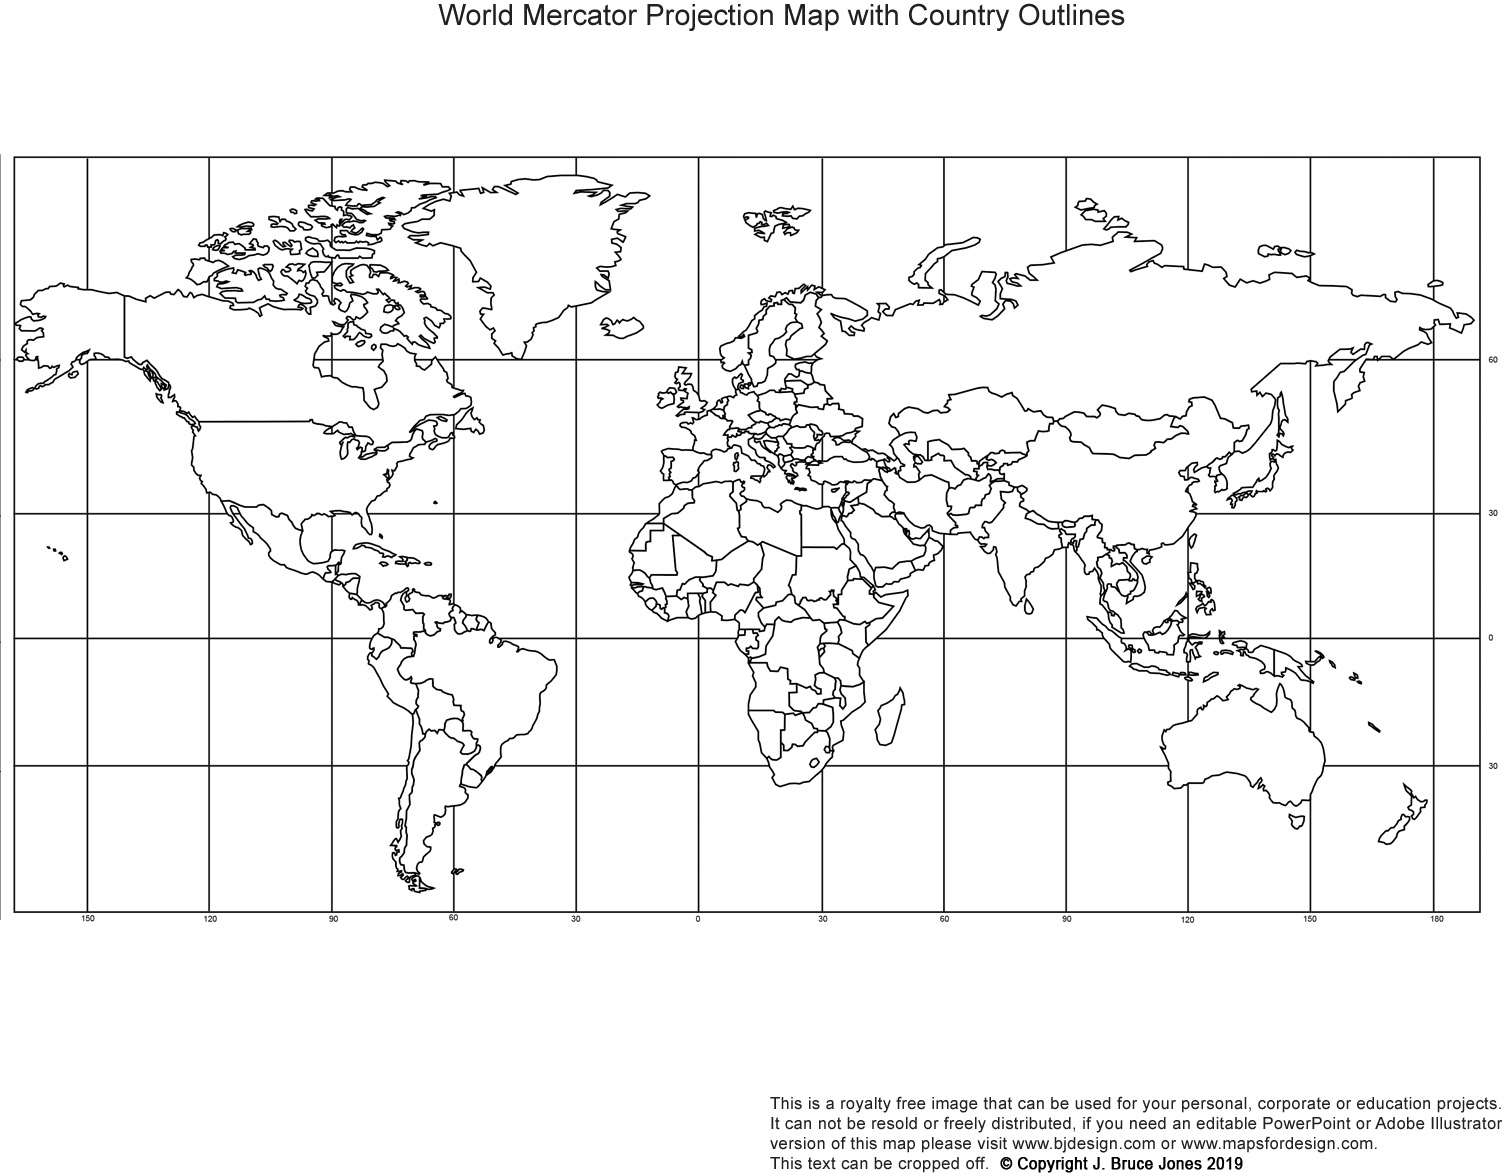 World Mercator Projection Map with Country Outlines
60
30
0
30
150 120 90 60 30 0 30 60 90 120 150 180
This is a royalty free image that can be used for your personal, corporate or education projects.
It can not be resold or freely distributed, if you need an editable PowerPoint or Adobe Illustrator
version of this map please visit www.bjdesign.com or www.mapsfordesign.com.
This text can be cropped off. © Copyright J. Bruce Jones 2019